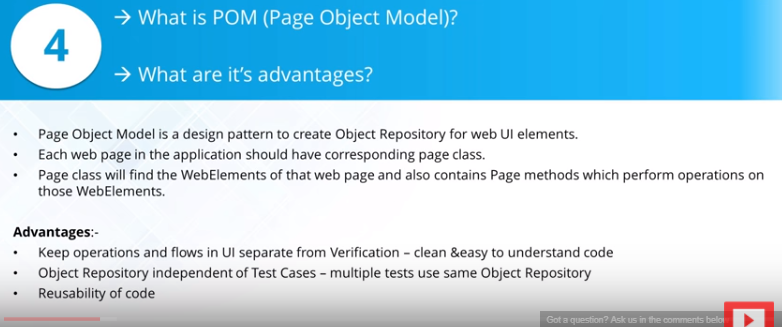 4
→ What is POM (Page Object Model)?
→ What are it's advantages?
• Page Object Model is a design pattern to create Object Repository for web UI elements.
• Each web page in the application should have corresponding page class.
• Page class will find the WebElements of that web page and also contains Page methods which perform operations on
those WebElements.
Advantages:-
• Keep operations and flows in UI separate from Verification – clean &easy to understand code
• Object Repository independent of Test Cases – multiple tests use same Object Repository
• Reusability of code
Got a question? Ask us in the comments